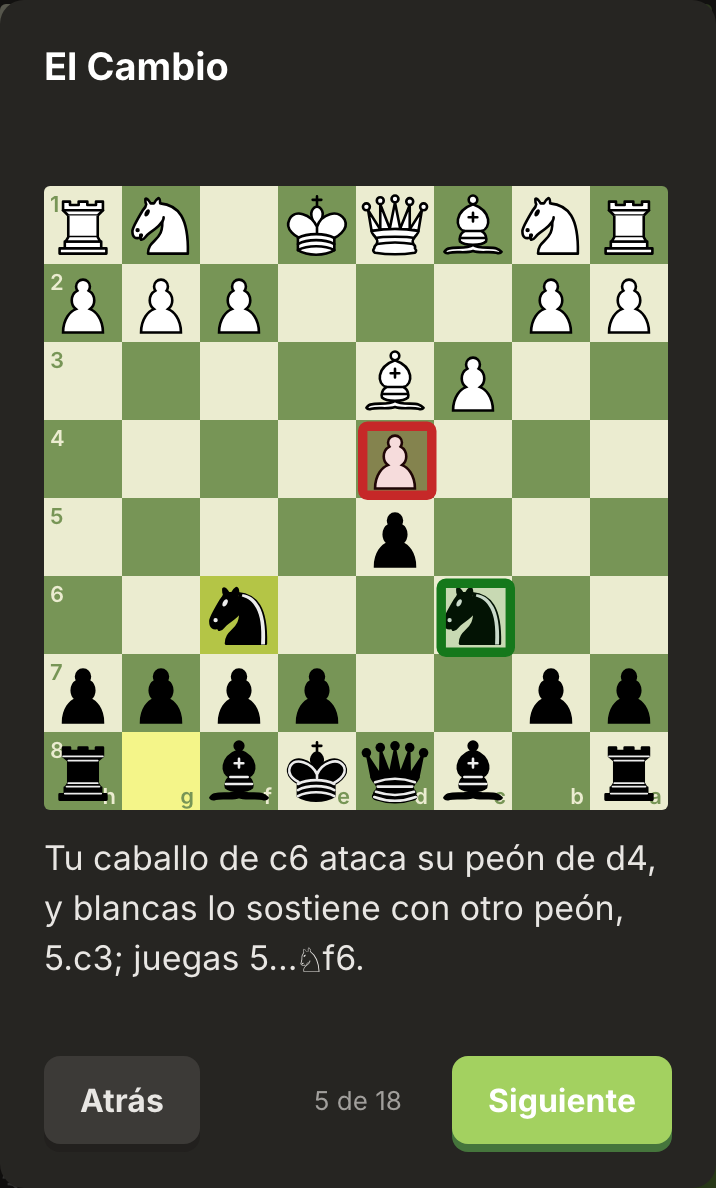 El Cambio
1
2
3
4
5
6
7
8
h
g
f
e
d
c
b
a
Tu caballo de c6 ataca su peón de d4,
y blancas lo sostiene con otro peón,
5.c3; juegas 5...♘f6.
Atrás
5 de 18
Siguiente